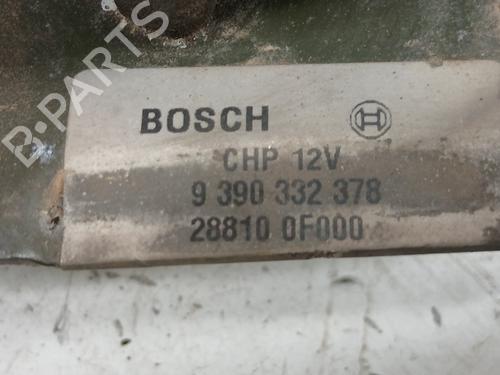 B-PARTS
BOSCH
CHP 12V
9 390 332 378
28810 0F000